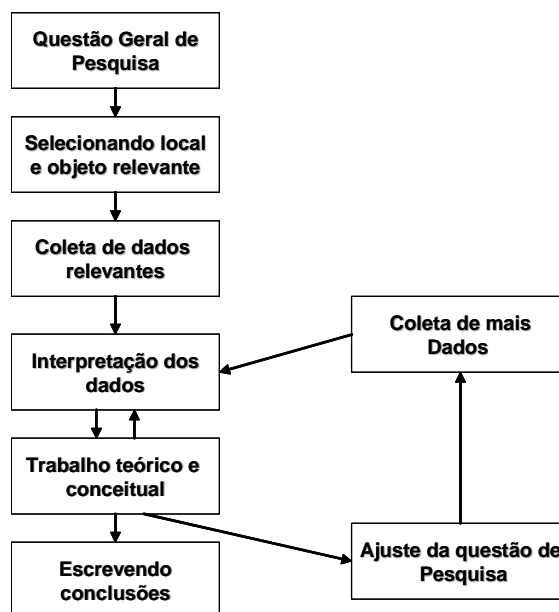 Questão Geral de
Pesquisa
Selecionando local
e objeto relevante
Coleta de dados
relevantes
Interpretação dos
dados
Coleta de mais
Dados
Trabalho teórico e
conceitual
Escrevendo
conclusões
Ajuste da questão de
Pesquisa